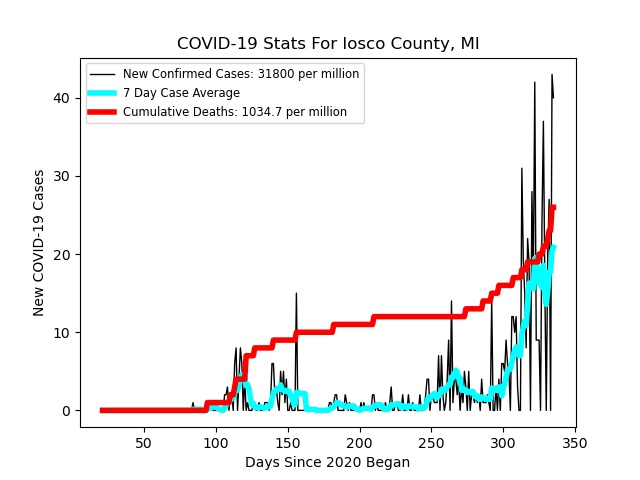 COVID-19 Stats For Iosco County, MI
New Confirmed Cases: 31800 per million
7 Day Case Average
Cumulative Deaths: 1034.7 per million
New COVID-19 Cases
40
30
20
10
0
50 100 150 200 250 300 350
Days Since 2020 Began